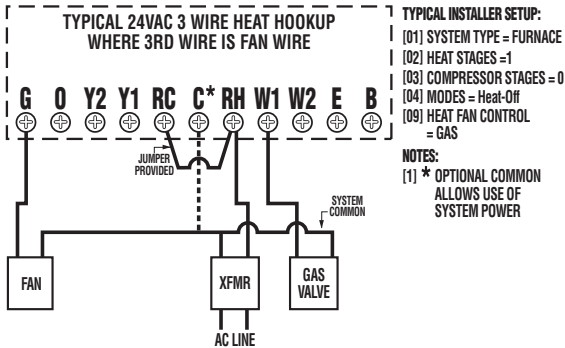 TYPICAL 24VAC 3 WIRE HEAT HOOKUP
WHERE 3RD WIRE IS FAN WIRE
G O Y2 Y1 RC C* RH W1 W2 E B
JUMPER
PROVIDED
SYSTEM
COMMON
FAN
XFMR
GAS
VALVE
AC LINE
TYPICAL INSTALLER SETUP:
[01] SYSTEM TYPE = FURNACE
[02] HEAT STAGES =1
[03] COMPRESSOR STAGES = 0
[04] MODES = Heat-Off
[09] HEAT FAN CONTROL
= GAS
NOTES:
[1] * OPTIONAL COMMON
ALLOWS USE OF
SYSTEM POWER